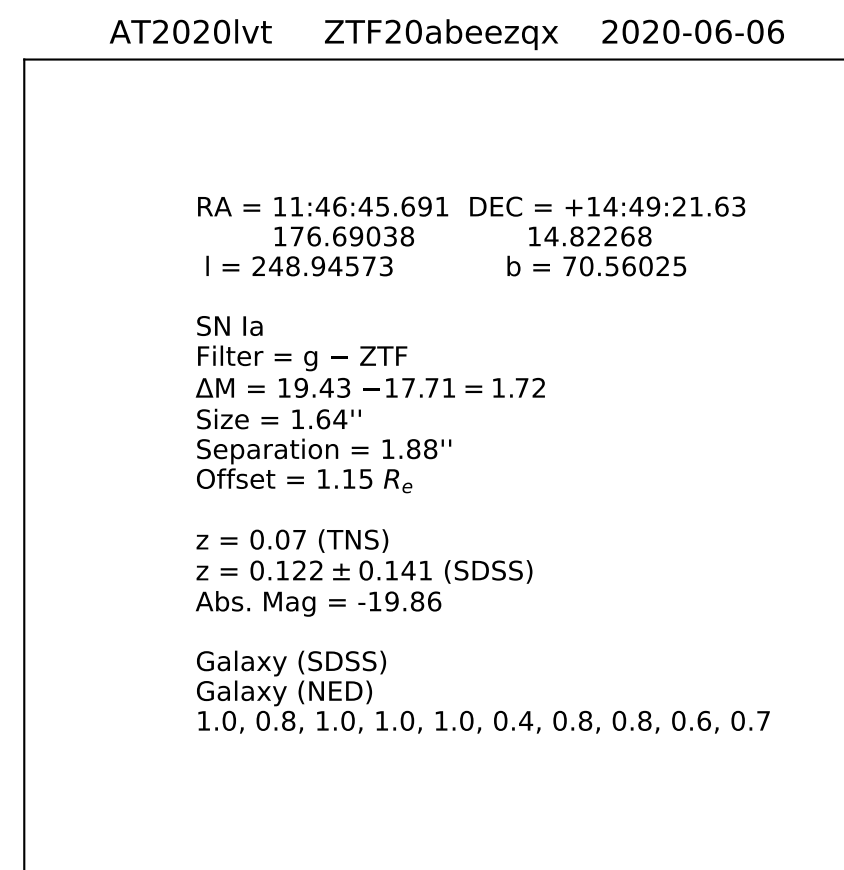 AT2020lvt ZTF20abeezqx 2020-06-06
RA = 11:46:45.691 DEC = +14:49:21.63
176.69038 14.82268
l = 248.94573 b = 70.56025
SN Ia
Filter = g − ZTF
ΔM = 19.43 −17.71 = 1.72
Size = 1.64''
Separation = 1.88''
Offset = 1.15 Rₑ
z = 0.07 (TNS)
z = 0.122 ± 0.141 (SDSS)
Abs. Mag = -19.86
Galaxy (SDSS)
Galaxy (NED)
1.0, 0.8, 1.0, 1.0, 1.0, 0.4, 0.8, 0.8, 0.6, 0.7